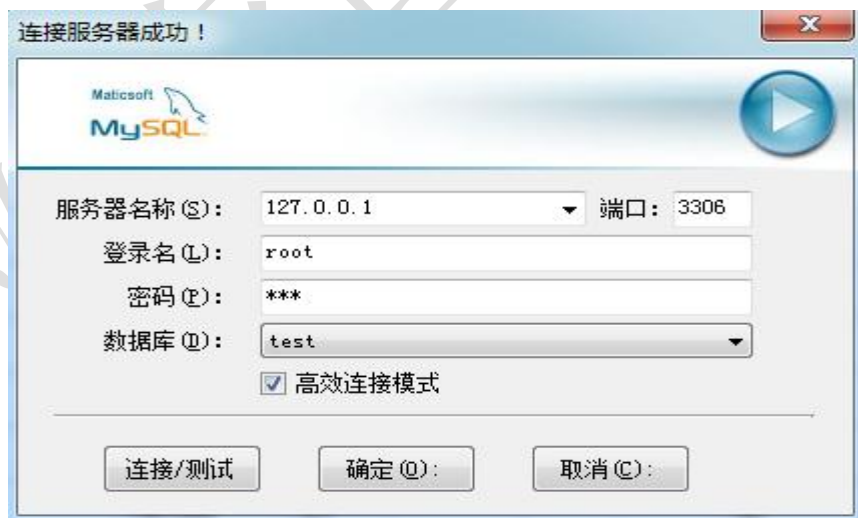 连接服务器成功！
Maticsoft
MySQL
服务器名称(S)： 127.0.0.1 端口： 3306
登录名(L)： root
密码(P)： ***
数据库(D)： test
高效连接模式
连接/测试 确定(O)： 取消(C)：